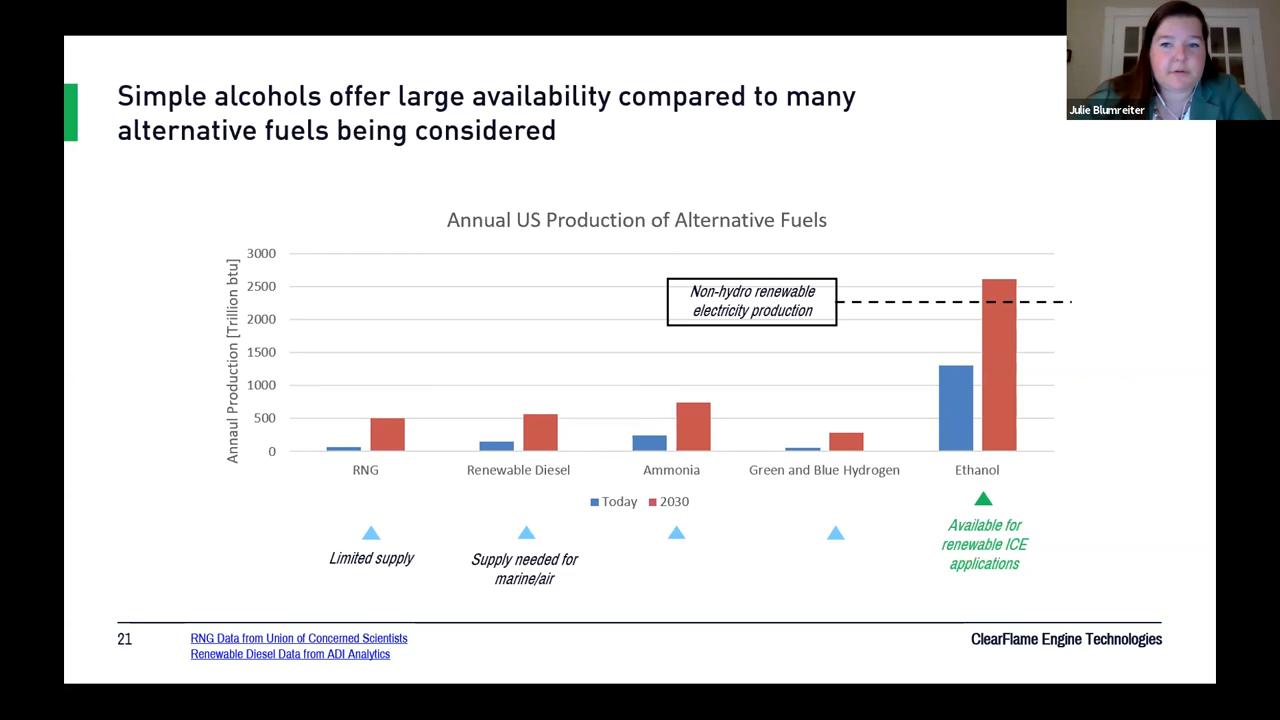 Julie Blumreiter
Simple alcohols offer large availability compared to many
alternative fuels being considered
Annual US Production of Alternative Fuels
Annaul Production [Trillion btu]
3000
2500
2000
1500
1000
500
0
Non-hydro renewable
electricity production
RNG
Renewable Diesel
Ammonia
Green and Blue Hydrogen
Ethanol
Today
2030
Limited supply
Supply needed for
marine/air
Available for
renewable ICE
applications
21
RNG Data from Union of Concerned Scientists
Renewable Diesel Data from ADI Analytics
ClearFlame Engine Technologies